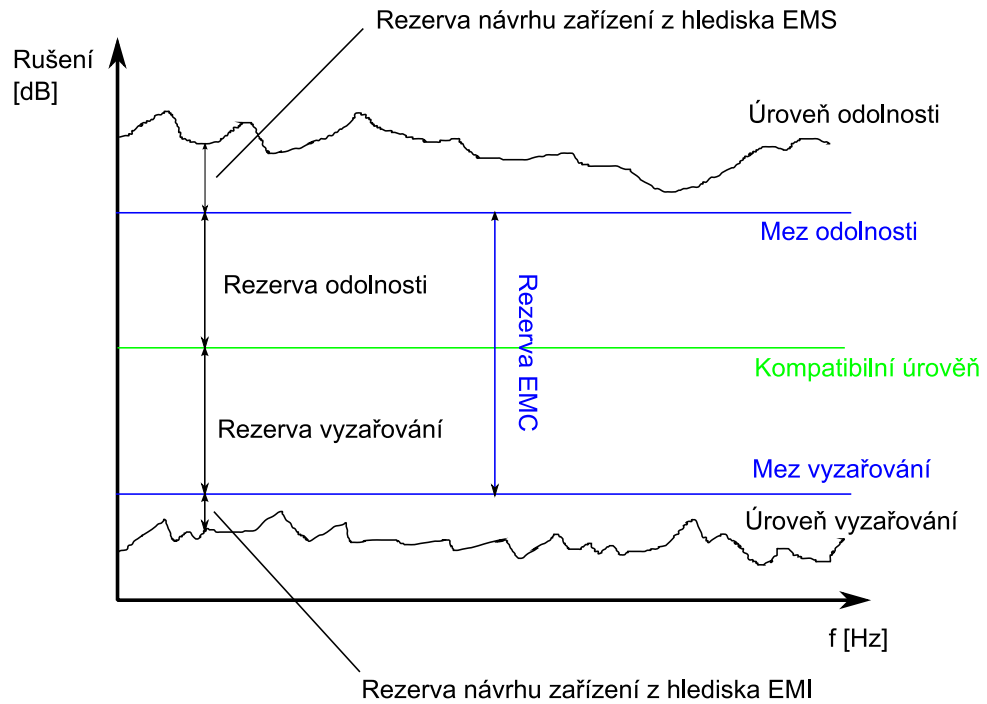 Rezerva návrhu zařízení z hlediska EMS
Rušení
[dB]
Úroveň odolnosti
Mez odolnosti
Rezerva odolnosti
Rezerva EMC
Kompatibilní úrověň
Rezerva vyzařování
Mez vyzařování
Úroveň vyzařování
f [Hz]
Rezerva návrhu zařízení z hlediska EMI